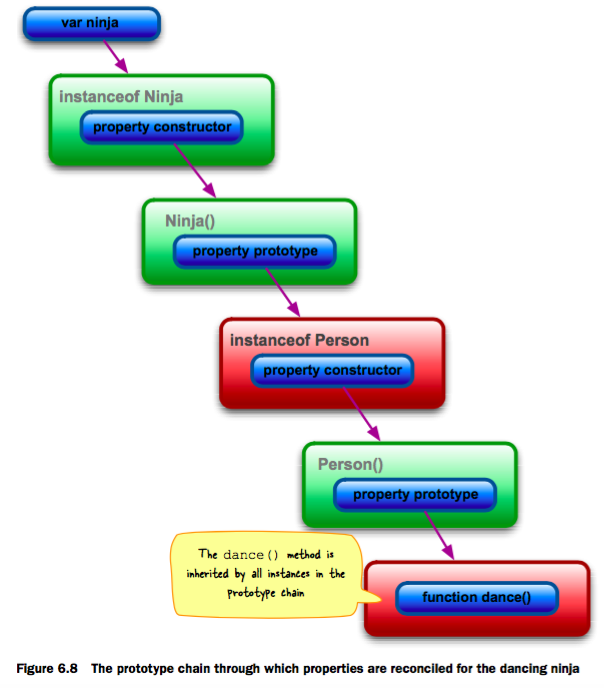 var ninja
instanceof Ninja
property constructor
Ninja()
property prototype
instanceof Person
property constructor
Person()
property prototype
The dance() method is
inherited by all instances in the
prototype chain
function dance()
Figure 6.8 The prototype chain through which properties are reconciled for the dancing ninja